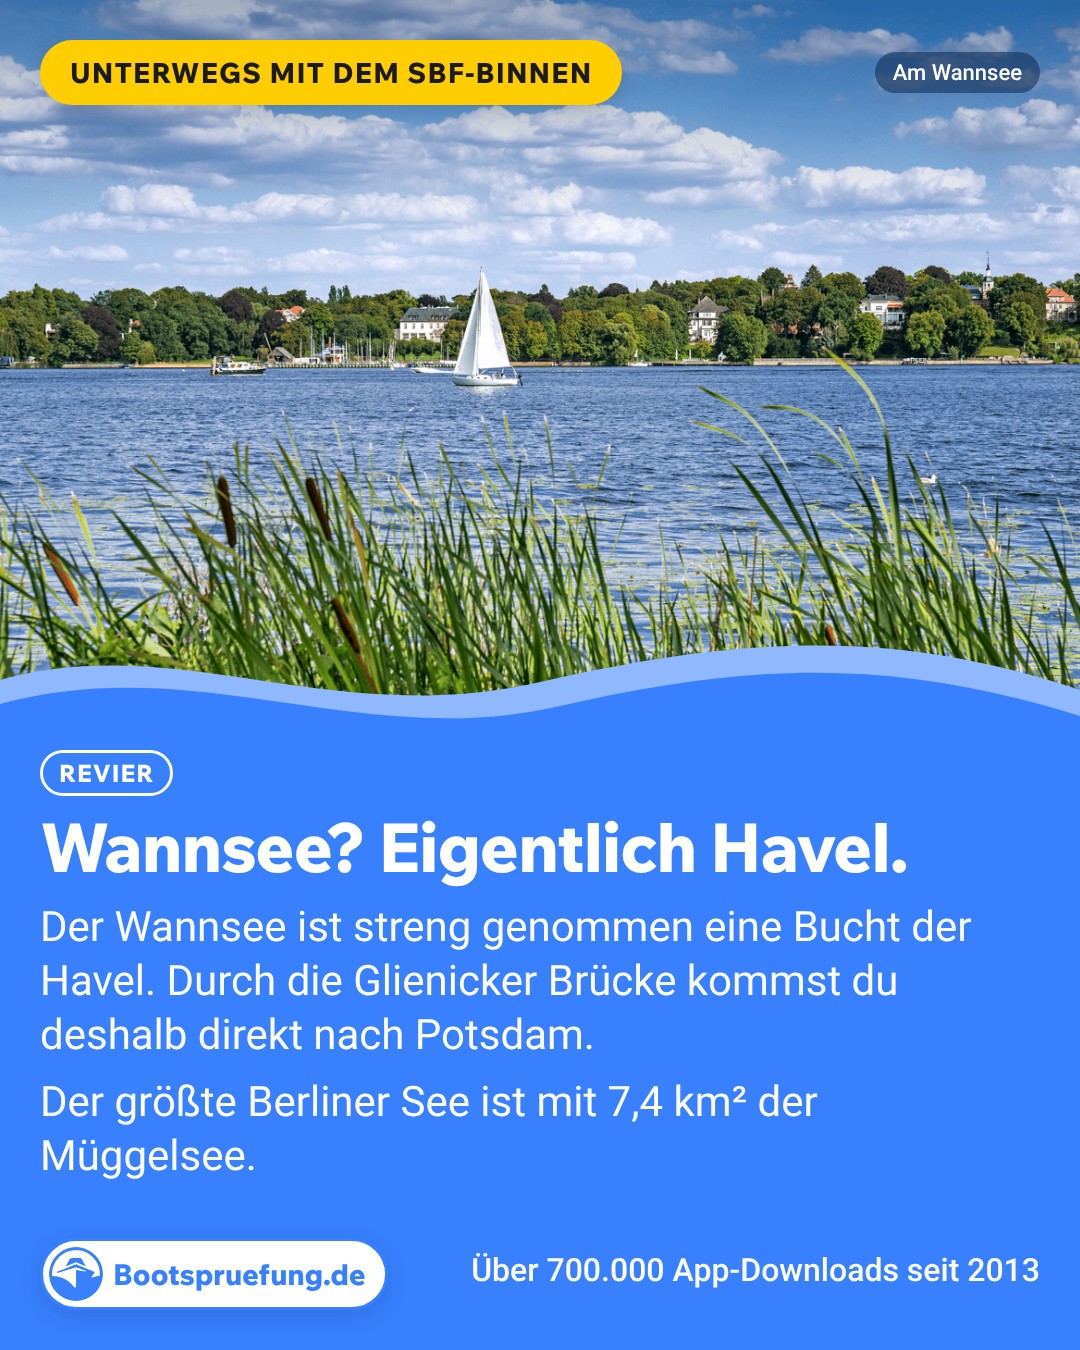 UNTERWEGS MIT DEM SBF-BINNEN
Am Wannsee
REVIER
Wannsee? Eigentlich Havel.
Der Wannsee ist streng genommen eine Bucht der
Havel. Durch die Glienicker Brücke kommst du
deshalb direkt nach Potsdam.
Der größte Berliner See ist mit 7,4 km² der
Müggelsee.
Bootspruefung.de
Über 700.000 App-Downloads seit 2013